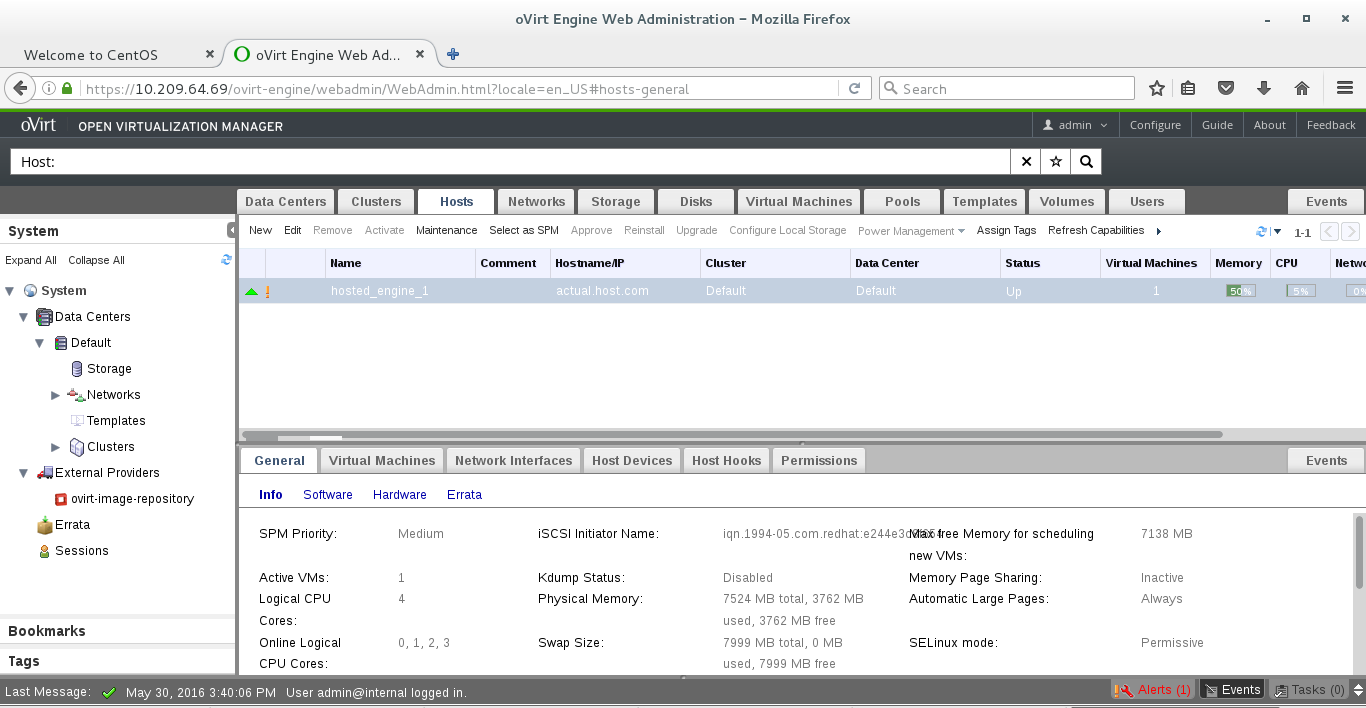 oVirt Engine Web Administration – Mozilla Firefox
Welcome to CentOS
oVirt Engine Web Ad...
https://10.209.64.69/ovirt-engine/webadmin/WebAdmin.html?locale=en_US#hosts-general
Search
oVirt OPEN VIRTUALIZATION MANAGER
admin Configure Guide About Feedback
Host:
Data Centers Clusters Hosts Networks Storage Disks Virtual Machines Pools Templates Volumes Users Events
System
New Edit Remove Activate Maintenance Select as SPM Approve Reinstall Upgrade Configure Local Storage Power Management Assign Tags Refresh Capabilities 1-1
Expand All Collapse All
Name Comment Hostname/IP Cluster Data Center Status Virtual Machines Memory CPU Netwo
hosted_engine_1 actual.host.com Default Default Up 1 50% 5% 0%
System
Data Centers
Default
Storage
Networks
Templates
Clusters
External Providers
ovirt-image-repository
Errata
Sessions
Bookmarks
Tags
General Virtual Machines Network Interfaces Host Devices Host Hooks Permissions Events
Info Software Hardware Errata
SPM Priority: Medium iSCSI Initiator Name: Max free Memory for scheduling 7138 MB
new VMs:
Active VMs: 1 Kdump Status: Disabled Memory Page Sharing: Inactive
Logical CPU 4 Physical Memory: 7524 MB total, 3762 MB Automatic Large Pages: Always
Cores: used, 3762 MB free
Online Logical 0, 1, 2, 3 Swap Size: 7999 MB total, 0 MB SELinux mode: Permissive
CPU Cores: used, 7999 MB free
Last Message: May 30, 2016 3:40:06 PM User admin@internal logged in. Alerts (1) Events Tasks (0)